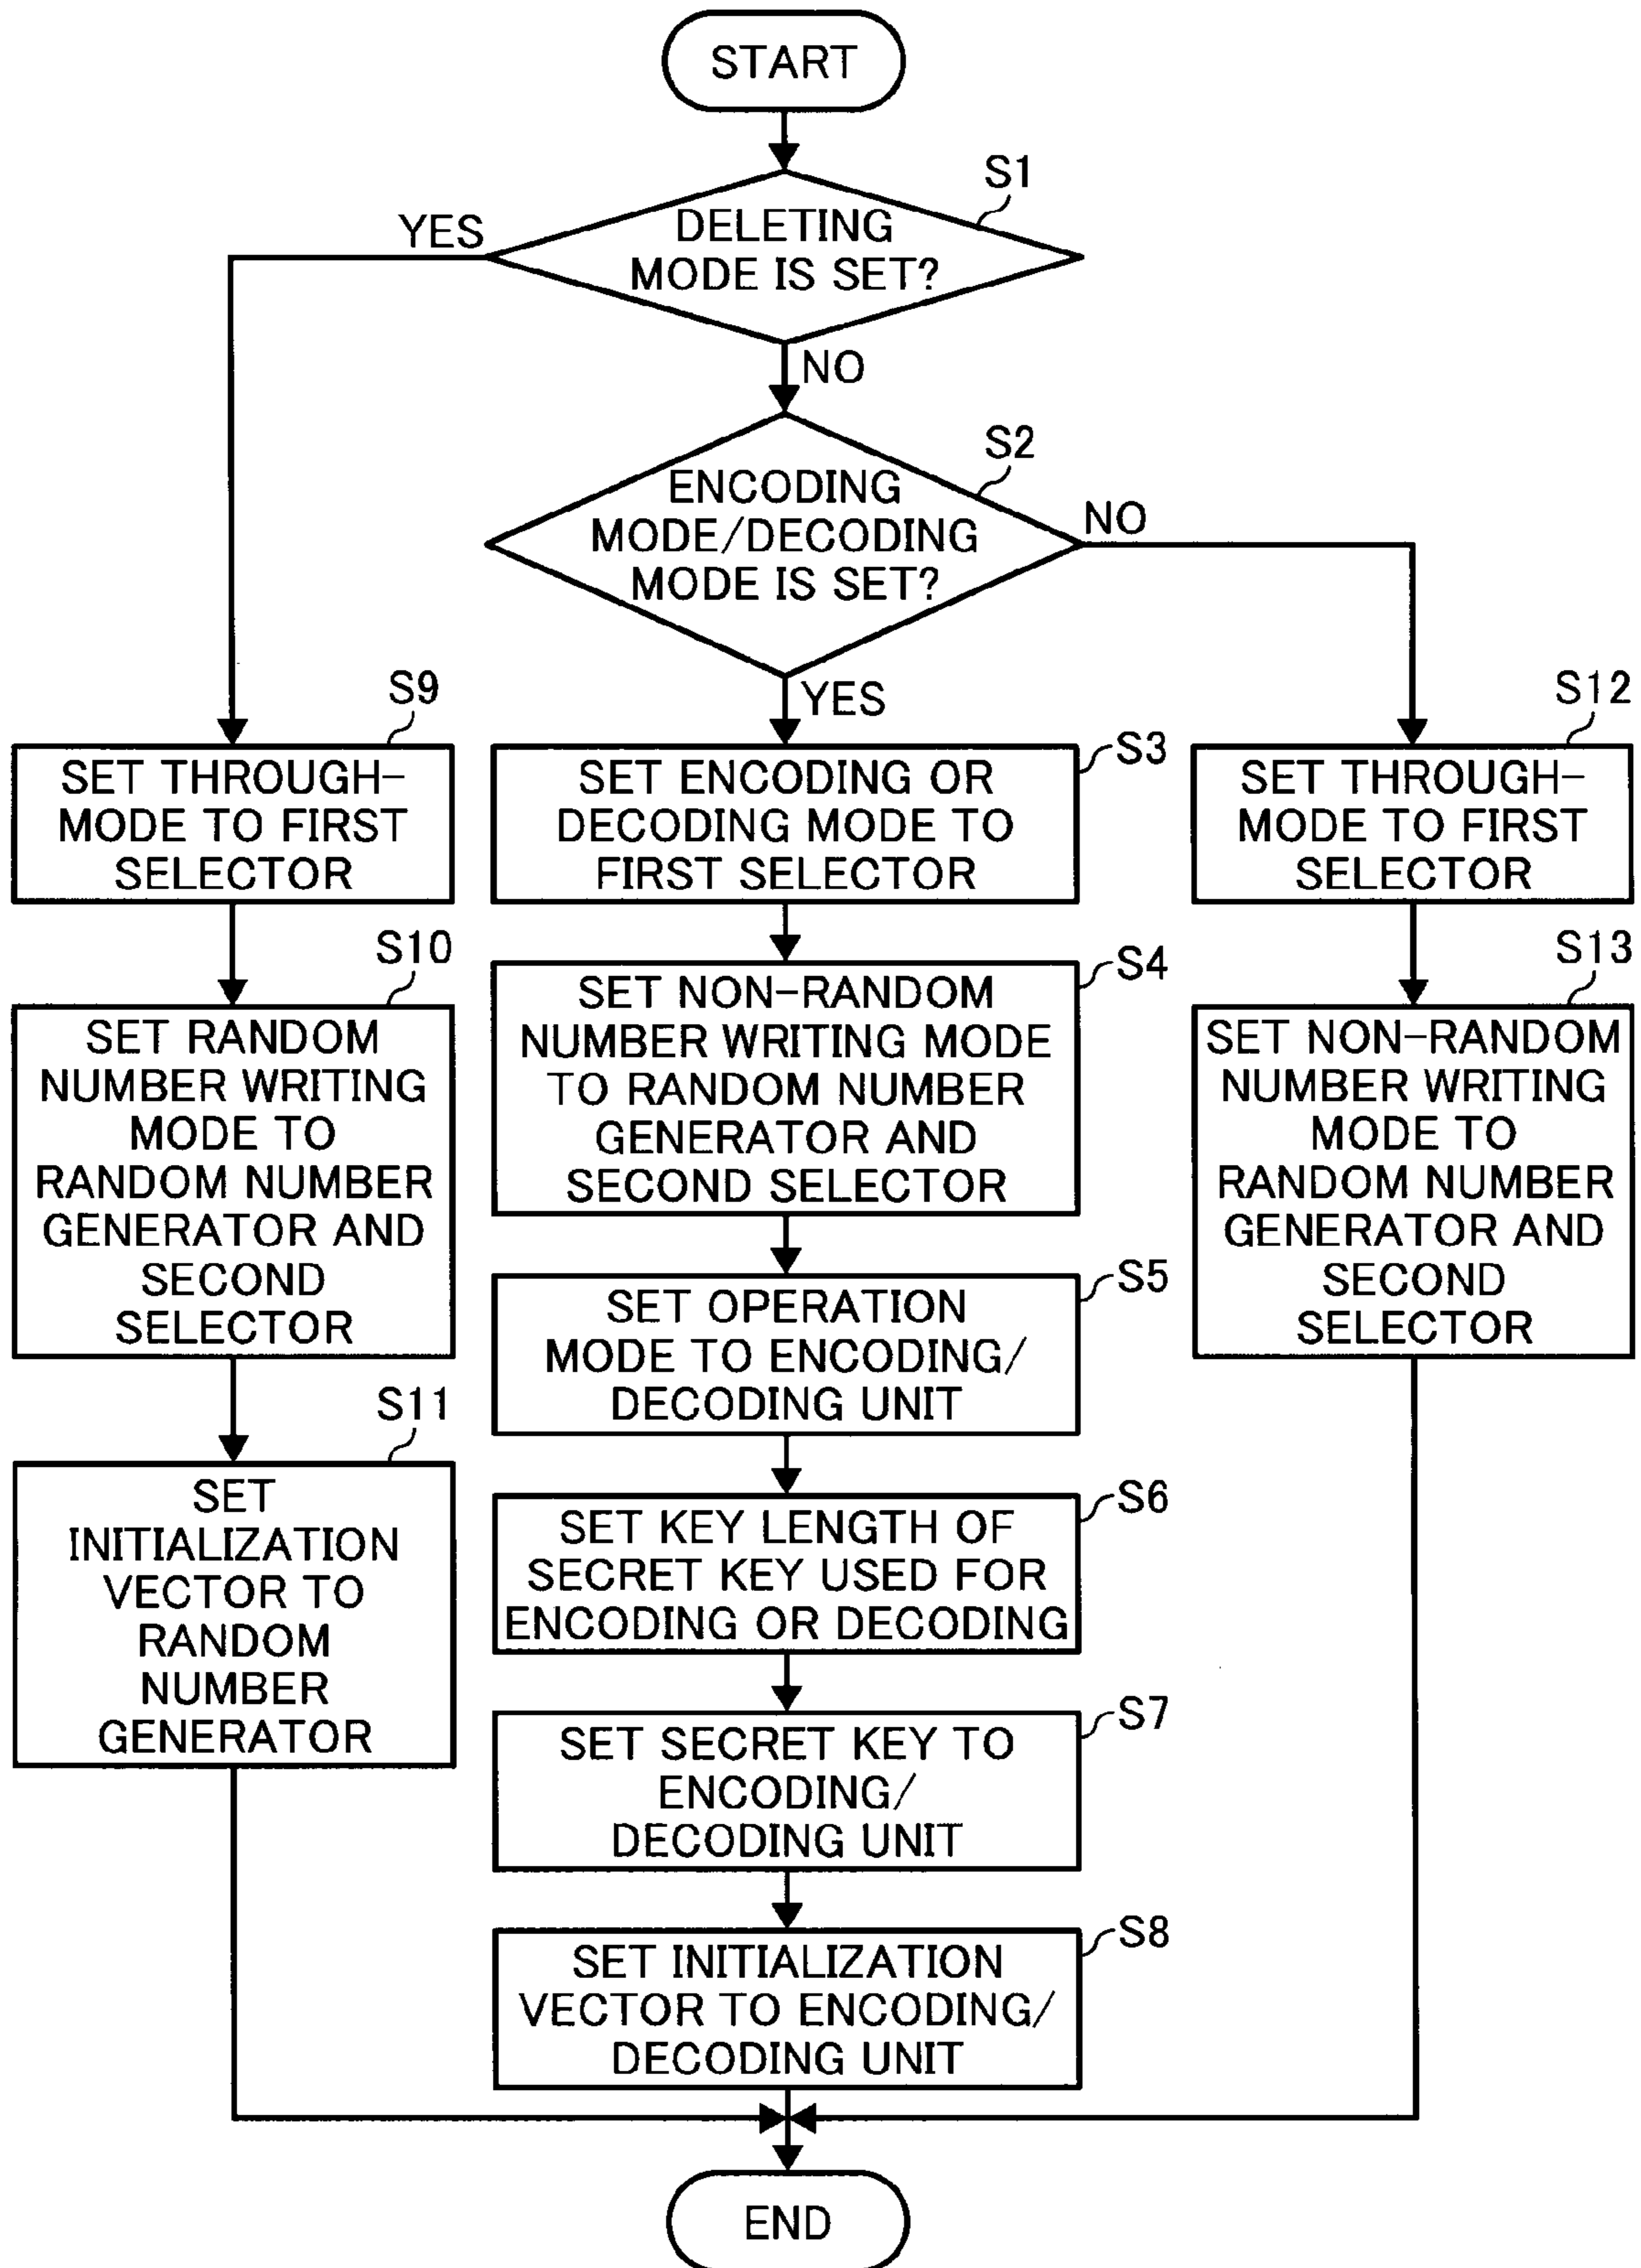 START
S1
DELETING
MODE IS SET?
YES
NO
S2
ENCODING
MODE/DECODING
MODE IS SET?
NO
YES
S9
SET THROUGH-
MODE TO FIRST
SELECTOR
S10
SET RANDOM
NUMBER WRITING
MODE TO
RANDOM NUMBER
GENERATOR AND
SECOND
SELECTOR
S11
SET
INITIALIZATION
VECTOR TO
RANDOM
NUMBER
GENERATOR
S3
SET ENCODING OR
DECODING MODE TO
FIRST SELECTOR
S4
SET NON-RANDOM
NUMBER WRITING MODE
TO RANDOM NUMBER
GENERATOR AND
SECOND SELECTOR
S5
SET OPERATION
MODE TO ENCODING/
DECODING UNIT
S6
SET KEY LENGTH OF
SECRET KEY USED FOR
ENCODING OR DECODING
S7
SET SECRET KEY TO
ENCODING/
DECODING UNIT
S8
SET INITIALIZATION
VECTOR TO ENCODING/
DECODING UNIT
S12
SET THROUGH-
MODE TO FIRST
SELECTOR
S13
SET NON-RANDOM
NUMBER WRITING
MODE TO
RANDOM NUMBER
GENERATOR AND
SECOND
SELECTOR
END